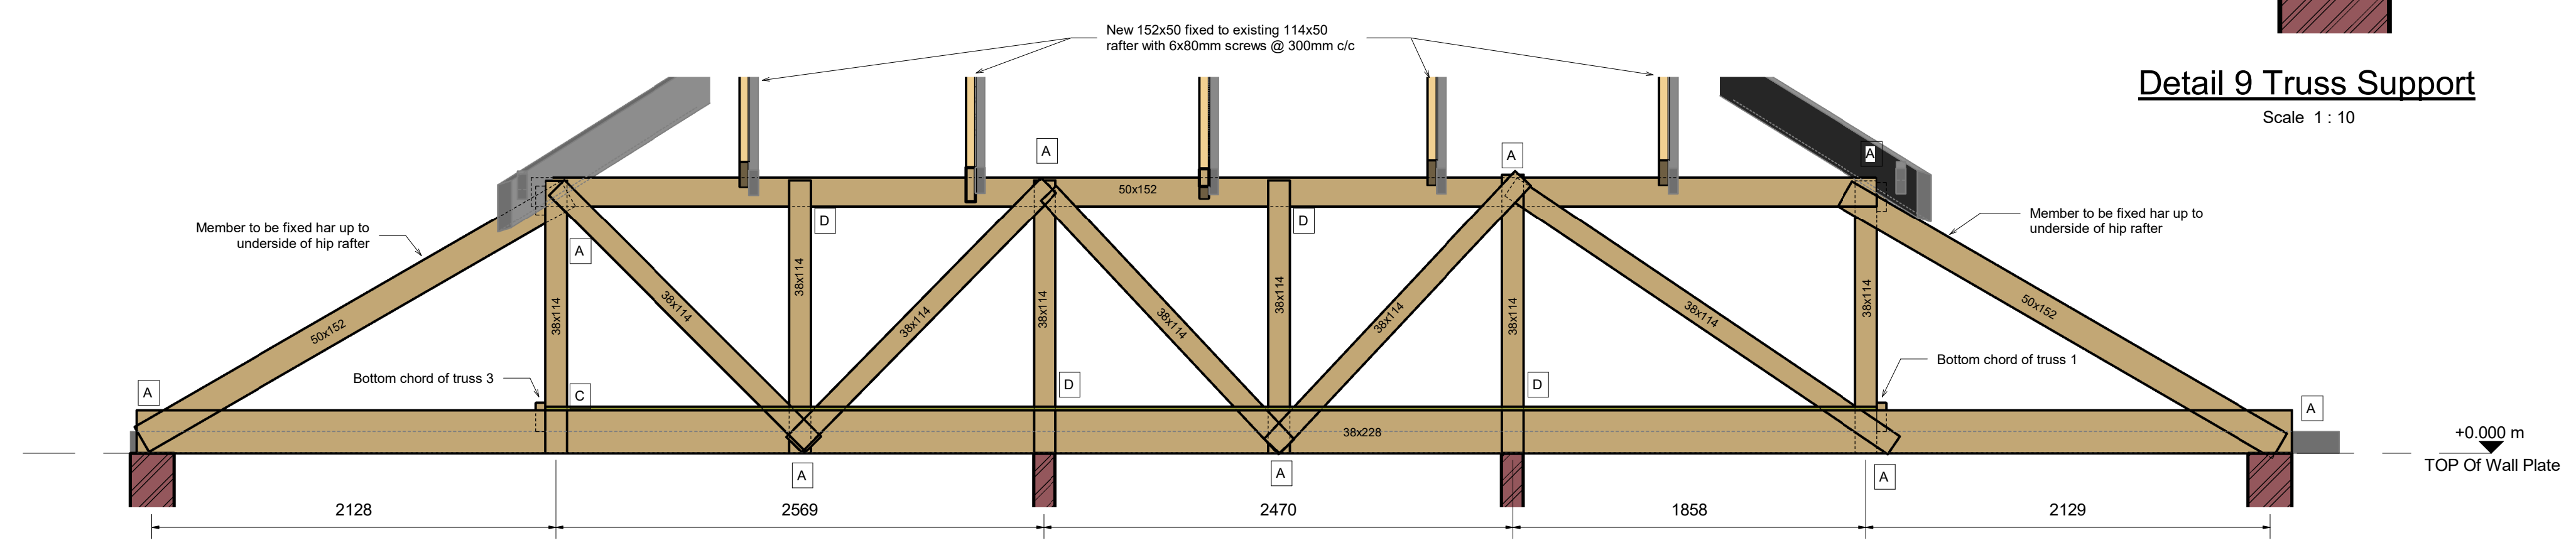 New 152x50 fixed to existing 114x50
rafter with 6x80mm screws @ 300mm c/c
Detail 9 Truss Support
Scale 1 : 10
A
A
A
50x152
Member to be fixed har up to
underside of hip rafter
D
D
Member to be fixed har up to
underside of hip rafter
A
38x114
38x114
38x114
38x114
38x114
38x114
38x114
38x114
38x114
38x114
38x114
50x152
50x152
Bottom chord of truss 3
Bottom chord of truss 1
A
C
D
D
A
38x228
+0.000 m
TOP Of Wall Plate
A
A
A
2128
2569
2470
1858
2129